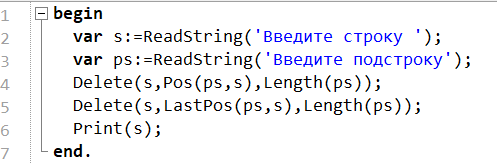 1 begin
2 var s:=ReadString('Введите строку ');
3 var ps:=ReadString('Введите подстроку');
4 Delete(s,Pos(ps,s),Length(ps));
5 Delete(s,LastPos(ps,s),Length(ps));
6 Print(s);
7 end.